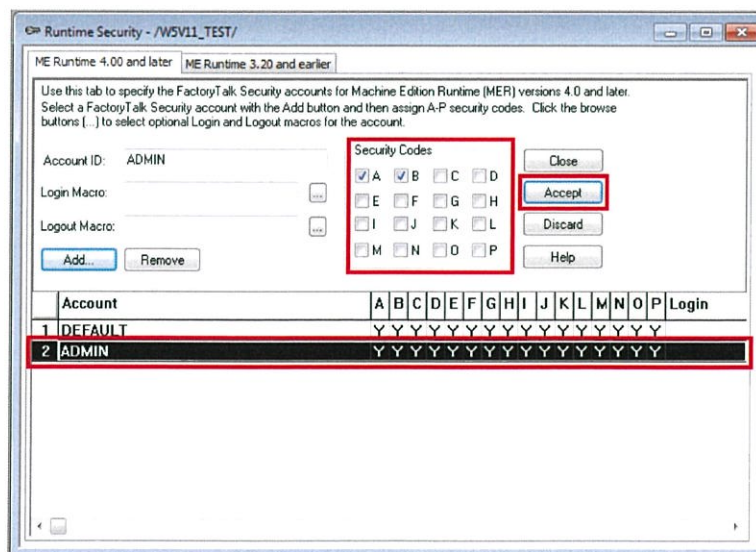 Runtime Security - /W5V11_TEST/
ME Runtime 4.00 and later ME Runtime 3.20 and earlier
Use this tab to specify the FactoryTalk Security accounts for Machine Edition Runtime (MER) versions 4.0 and later.
Select a FactoryTalk Security account with the Add button and then assign A-P security codes. Click the browse
buttons (...) to select optional Login and Logout macros for the account.
Account ID: ADMIN
Login Macro: ...
Logout Macro: ...
Add... Remove
Security Codes
A B C D
E F G H
I J K L
M N O P
Close
Accept
Discard
Help
Account A B C D E F G H I J K L M N O P Login
1 DEFAULT Y Y Y Y Y Y Y Y Y Y Y Y Y Y Y Y
2 ADMIN Y Y Y Y Y Y Y Y Y Y Y Y Y Y Y Y